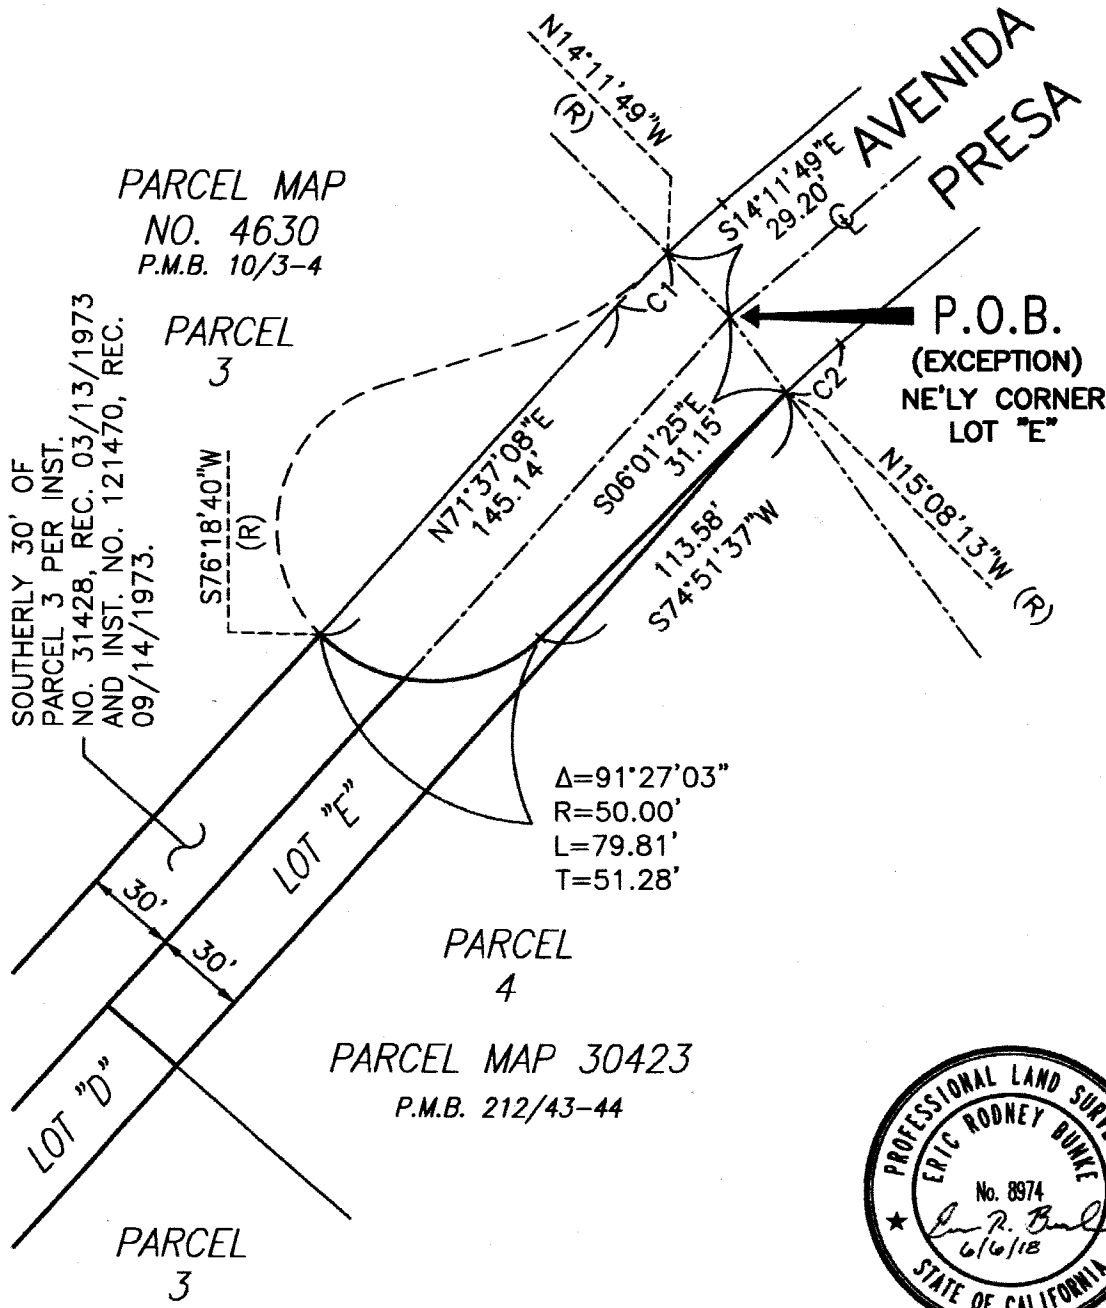 N14°11'49"W
(R)
AVENIDA
PRESA
S14°11'49"E
29.20'
℄
PARCEL MAP
NO. 4630
P.M.B. 10/3-4
PARCEL
3
C1
P.O.B.
(EXCEPTION)
NE'LY CORNER
LOT "E"
C2
SOUTHERLY 30' OF
PARCEL 3 PER INST.
NO. 31428, REC. 03/13/1973
AND INST. NO. 121470, REC.
09/14/1973.
S76°18'40"W
(R)
N71°37'08"E
145.14'
S06°01'25"E
31.15'
113.58'
S74°51'37"W
N15°08'13"W (R)
Δ=91°27'03"
R=50.00'
L=79.81'
T=51.28'
LOT "E"
30'
30'
PARCEL
4
PARCEL MAP 30423
P.M.B. 212/43-44
LOT "D"
PARCEL
3
PROFESSIONAL LAND SURVE
ERIC RODNEY BUNKE
No. 8974
6/6/18
STATE OF CALIFORNIA